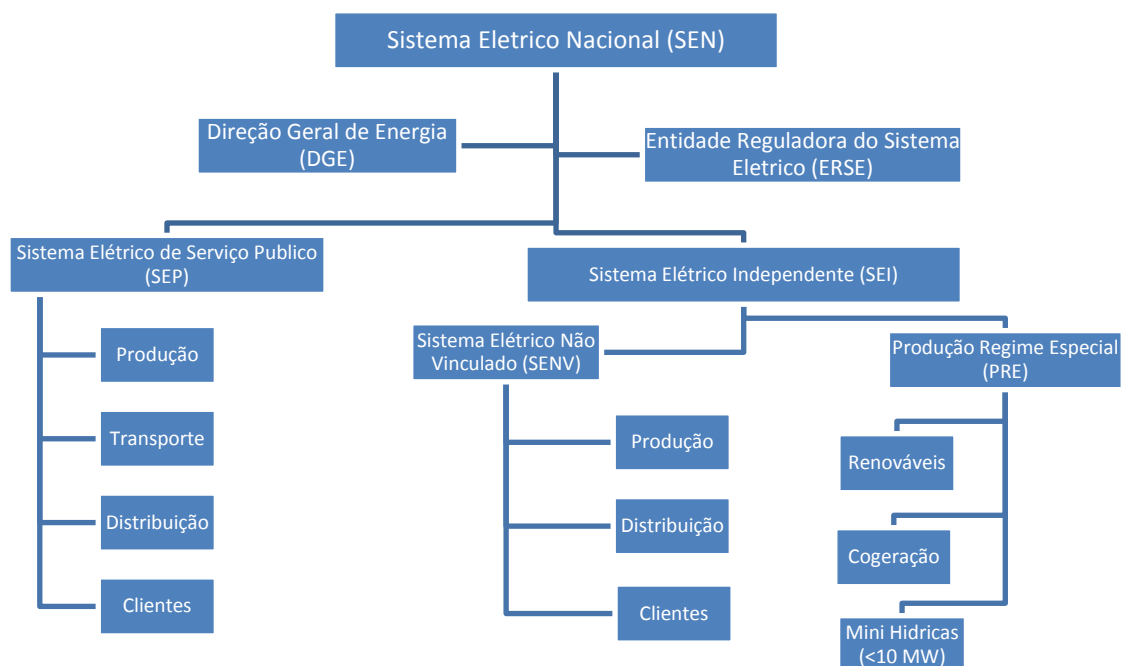 Sistema Eletrico Nacional (SEN)
Direção Geral de Energia
(DGE)
Entidade Reguladora do Sistema
Eletrico (ERSE)
Sistema Elétrico de Serviço Publico
(SEP)
Sistema Elétrico Independente (SEI)
Produção
Transporte
Distribuição
Clientes
Sistema Elétrico Não
Vinculado (SENV)
Produção
Distribuição
Clientes
Produção Regime Especial
(PRE)
Renováveis
Cogeração
Mini Hidricas
(<10 MW)